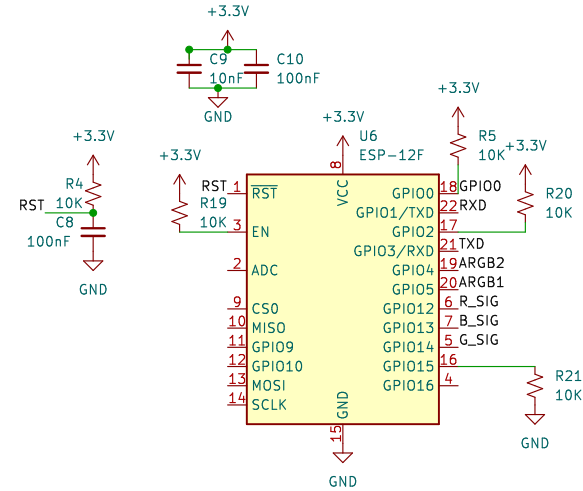 +3.3V
C9
10nF
C10
100nF
GND
+3.3V
R4
10K
RST
C8
100nF
GND
+3.3V
R19
10K
+3.3V
U6
ESP-12F
+3.3V
R5
10K
+3.3V
R20
10K
8
VCC
RST 1 RST
3 EN
2 ADC
9 CS0
10 MISO
11 GPIO9
12 GPIO10
13 MOSI
14 SCLK
GPIO0 18 GPIO0
GPIO1/TXD 22 RXD
GPIO2 17
GPIO3/RXD 21 TXD
GPIO4 19 ARGB2
GPIO5 20 ARGB1
GPIO12 6 R_SIG
GPIO13 7 B_SIG
GPIO14 5 G_SIG
GPIO15 16
GPIO16 4
GND
15
GND
R21
10K
GND